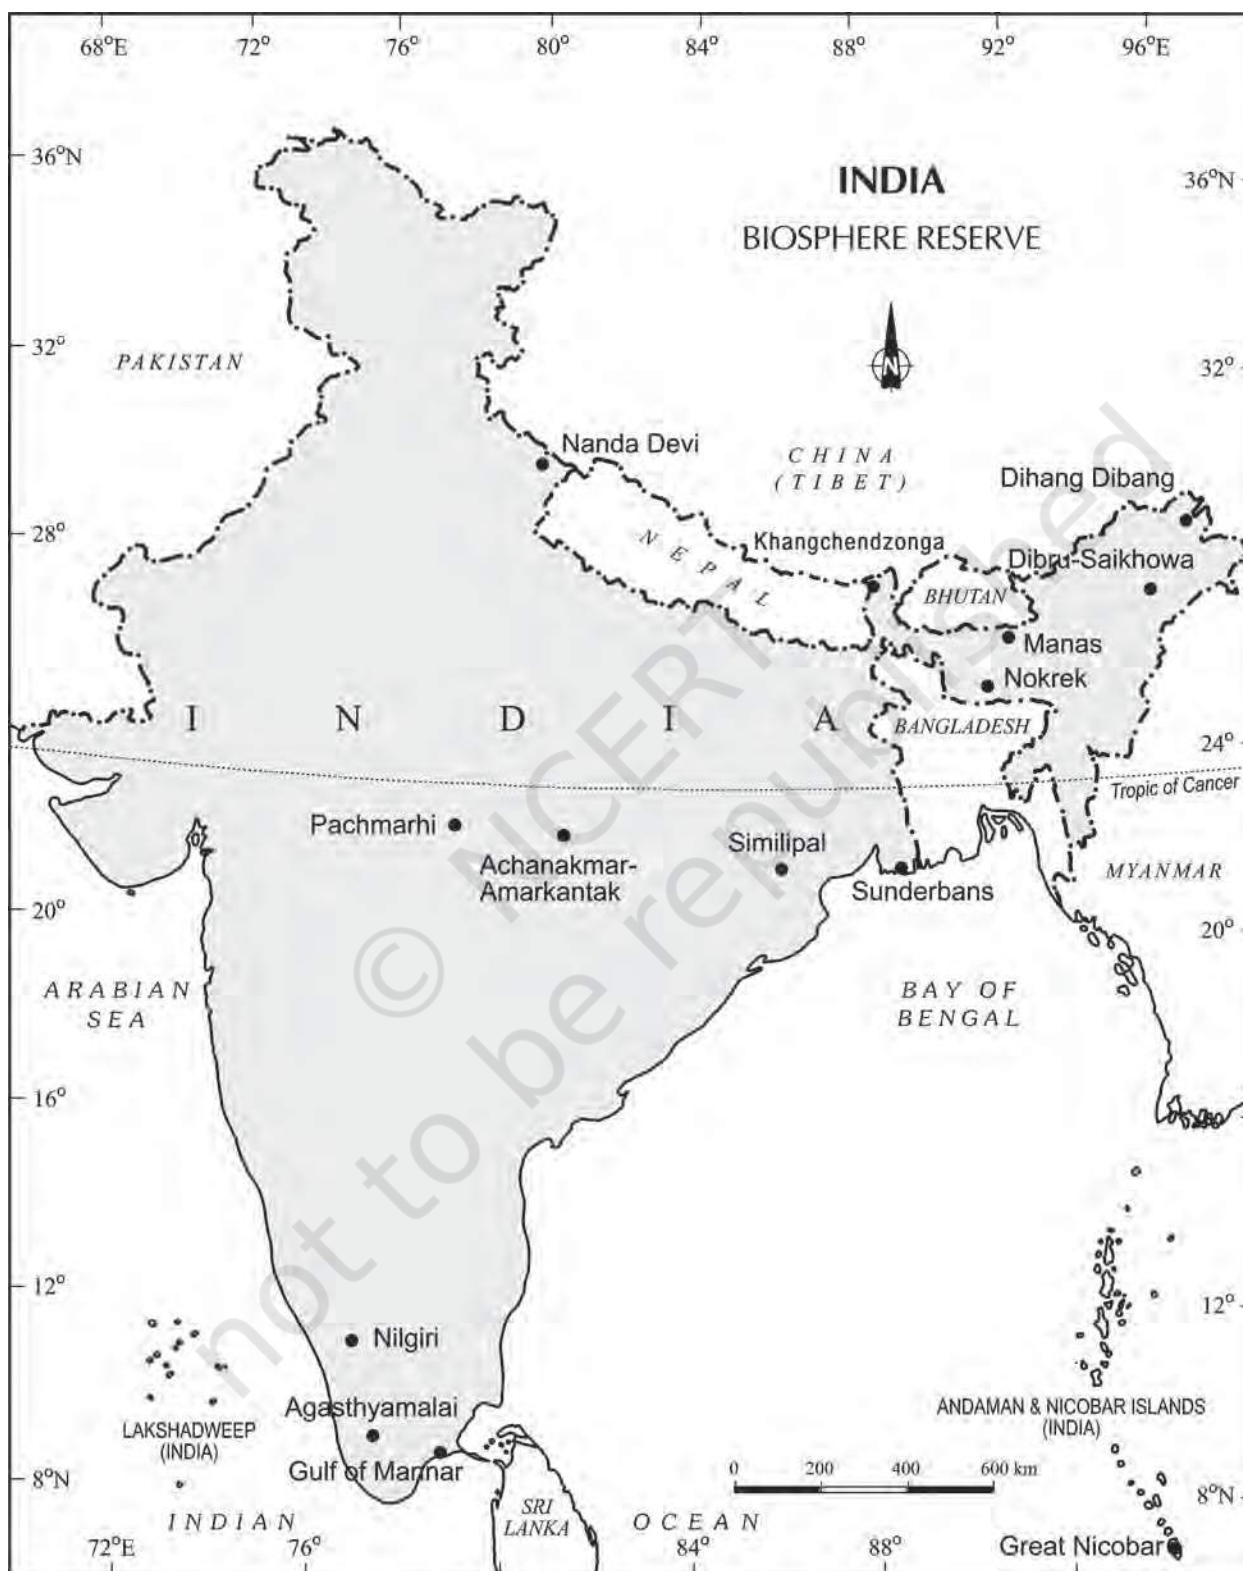 68°E 72° 76° 80° 84° 88° 92° 96°E
36°N
INDIA
36°N
BIOSPHERE RESERVE
N
32°
PAKISTAN
32°
Nanda Devi
CHINA
(TIBET)
Dihang Dibang
28°
NEPAL
Khangchendzonga
Dibru-Saikhowa
BHUTAN
Manas
Nokrek
INDIA
BANGLADESH
24°
Tropic of Cancer
Pachmarhi
Achanakmar-
Amarkantak
Similipal
Sunderbans
MYANMAR
20°
20°
ARABIAN
SEA
BAY OF
BENGAL
16°
12°
12°
Nilgiri
Agasthyamalai
LAKSHADWEEP
(INDIA)
Gulf of Mannar
ANDAMAN & NICOBAR ISLANDS
(INDIA)
8°N
0 200 400 600 km
8°N
SRI
LANKA
INDIAN OCEAN
Great Nicobar
72°E 76° 84° 88°
© NCERT
not to be republished